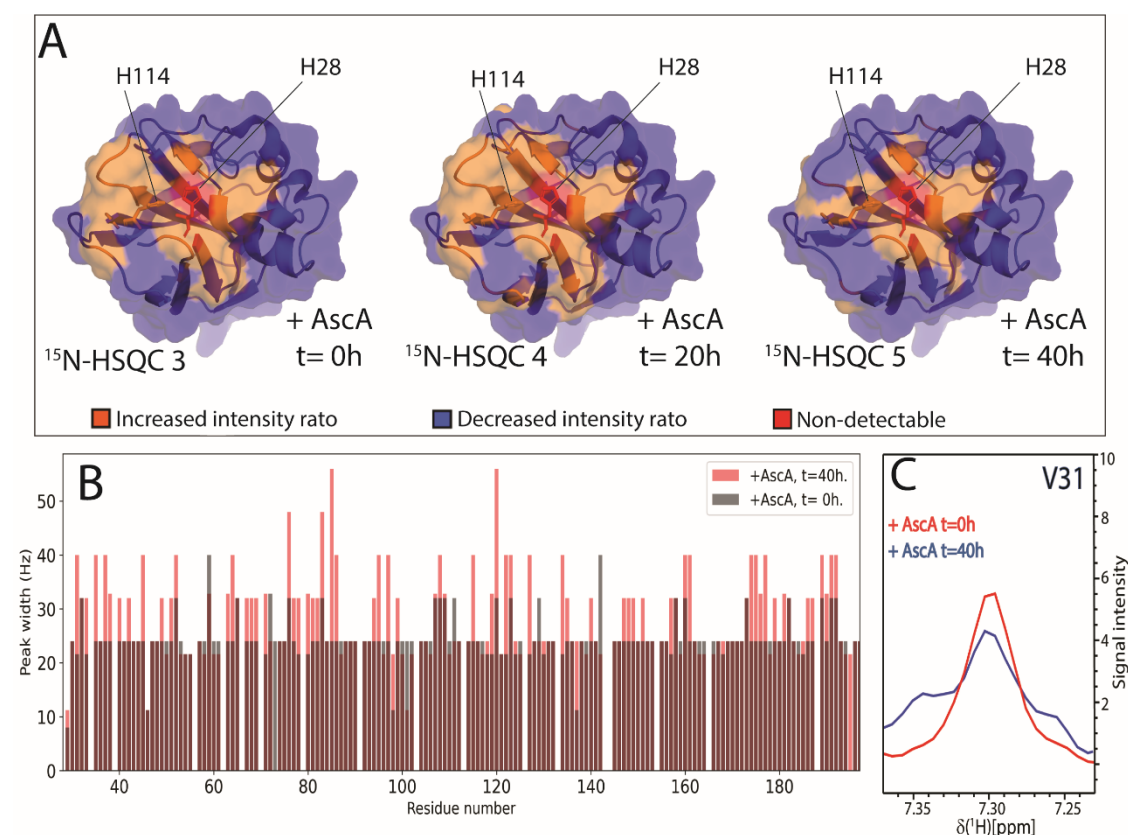 A
H114 H28 H114 H28 H114 H28
+ AscA + AscA + AscA
¹⁵N-HSQC 3 t= 0h ¹⁵N-HSQC 4 t= 20h ¹⁵N-HSQC 5 t= 40h
Increased intensity rato Decreased intensity rato Non-detectable
B
+AscA, t=40h.
+AscA, t= 0h.
Peak width (Hz)
50
40
30
20
10
0
40 60 80 100 120 140 160 180
Residue number
C V31
+ AscA t=0h
+ AscA t=40h
10
8
6
4
2
Signal intensity
7.35 7.30 7.25
δ(¹H)[ppm]